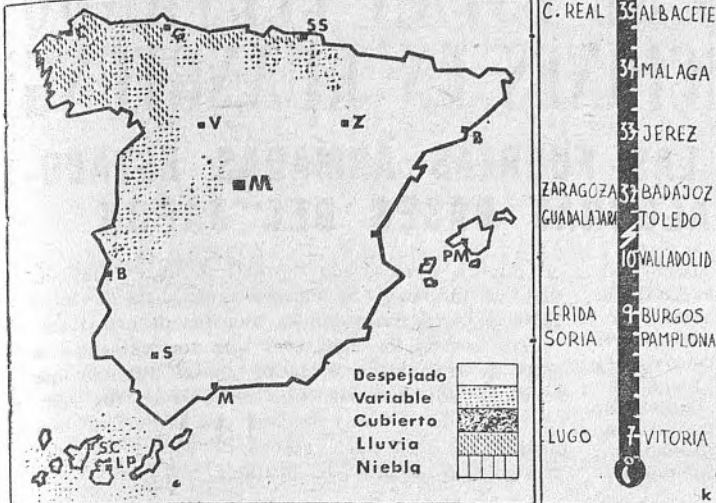 G
SS
V
Z
B
M
PM
B
S
M
SC
LP
Despejado
Variable
Cubierto
Lluvia
Niebla
C. REAL 35 ALBACETE
34 MALAGA
33 JEREZ
ZARAGOZA 32 BADAJOZ
GUADALAJARA TOLEDO
10 VALLADOLID
LERIDA 9 BURGOS
SORIA PAMPLONA
LUGO 7 VITORIA
k